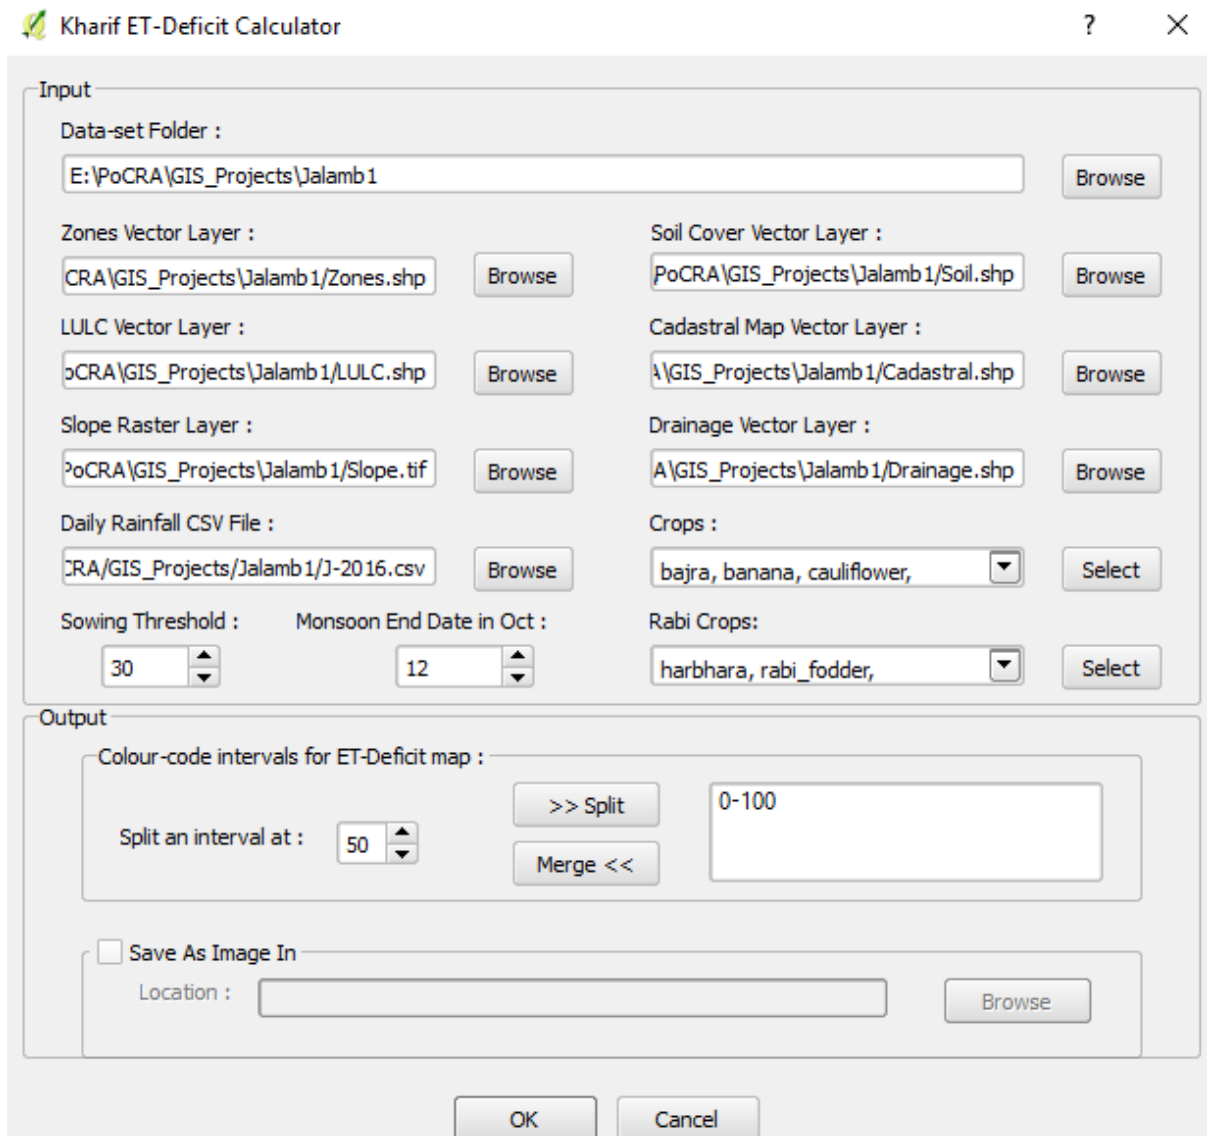 Kharif ET-Deficit Calculator ? X
Input
Data-set Folder :
E:\PoCRA\GIS_Projects\Jalamb1 Browse
Zones Vector Layer : Soil Cover Vector Layer :
CRA\GIS_Projects\Jalamb1/Zones.shp Browse PoCRA\GIS_Projects\Jalamb1/Soil.shp Browse
LULC Vector Layer : Cadastral Map Vector Layer :
oCRA\GIS_Projects\Jalamb1/LULC.shp Browse \GIS_Projects\Jalamb1/Cadastral.shp Browse
Slope Raster Layer : Drainage Vector Layer :
PoCRA\GIS_Projects\Jalamb1/Slope.tif Browse A\GIS_Projects\Jalamb1/Drainage.shp Browse
Daily Rainfall CSV File : Crops :
CRA/GIS_Projects/Jalamb1/J-2016.csv Browse bajra, banana, cauliflower, Select
Sowing Threshold : Monsoon End Date in Oct : Rabi Crops:
30 12 harbhara, rabi_fodder, Select
Output
Colour-code intervals for ET-Deficit map :
>> Split 0-100
Split an interval at : 50
Merge <<
Save As Image In
Location : Browse
OK Cancel